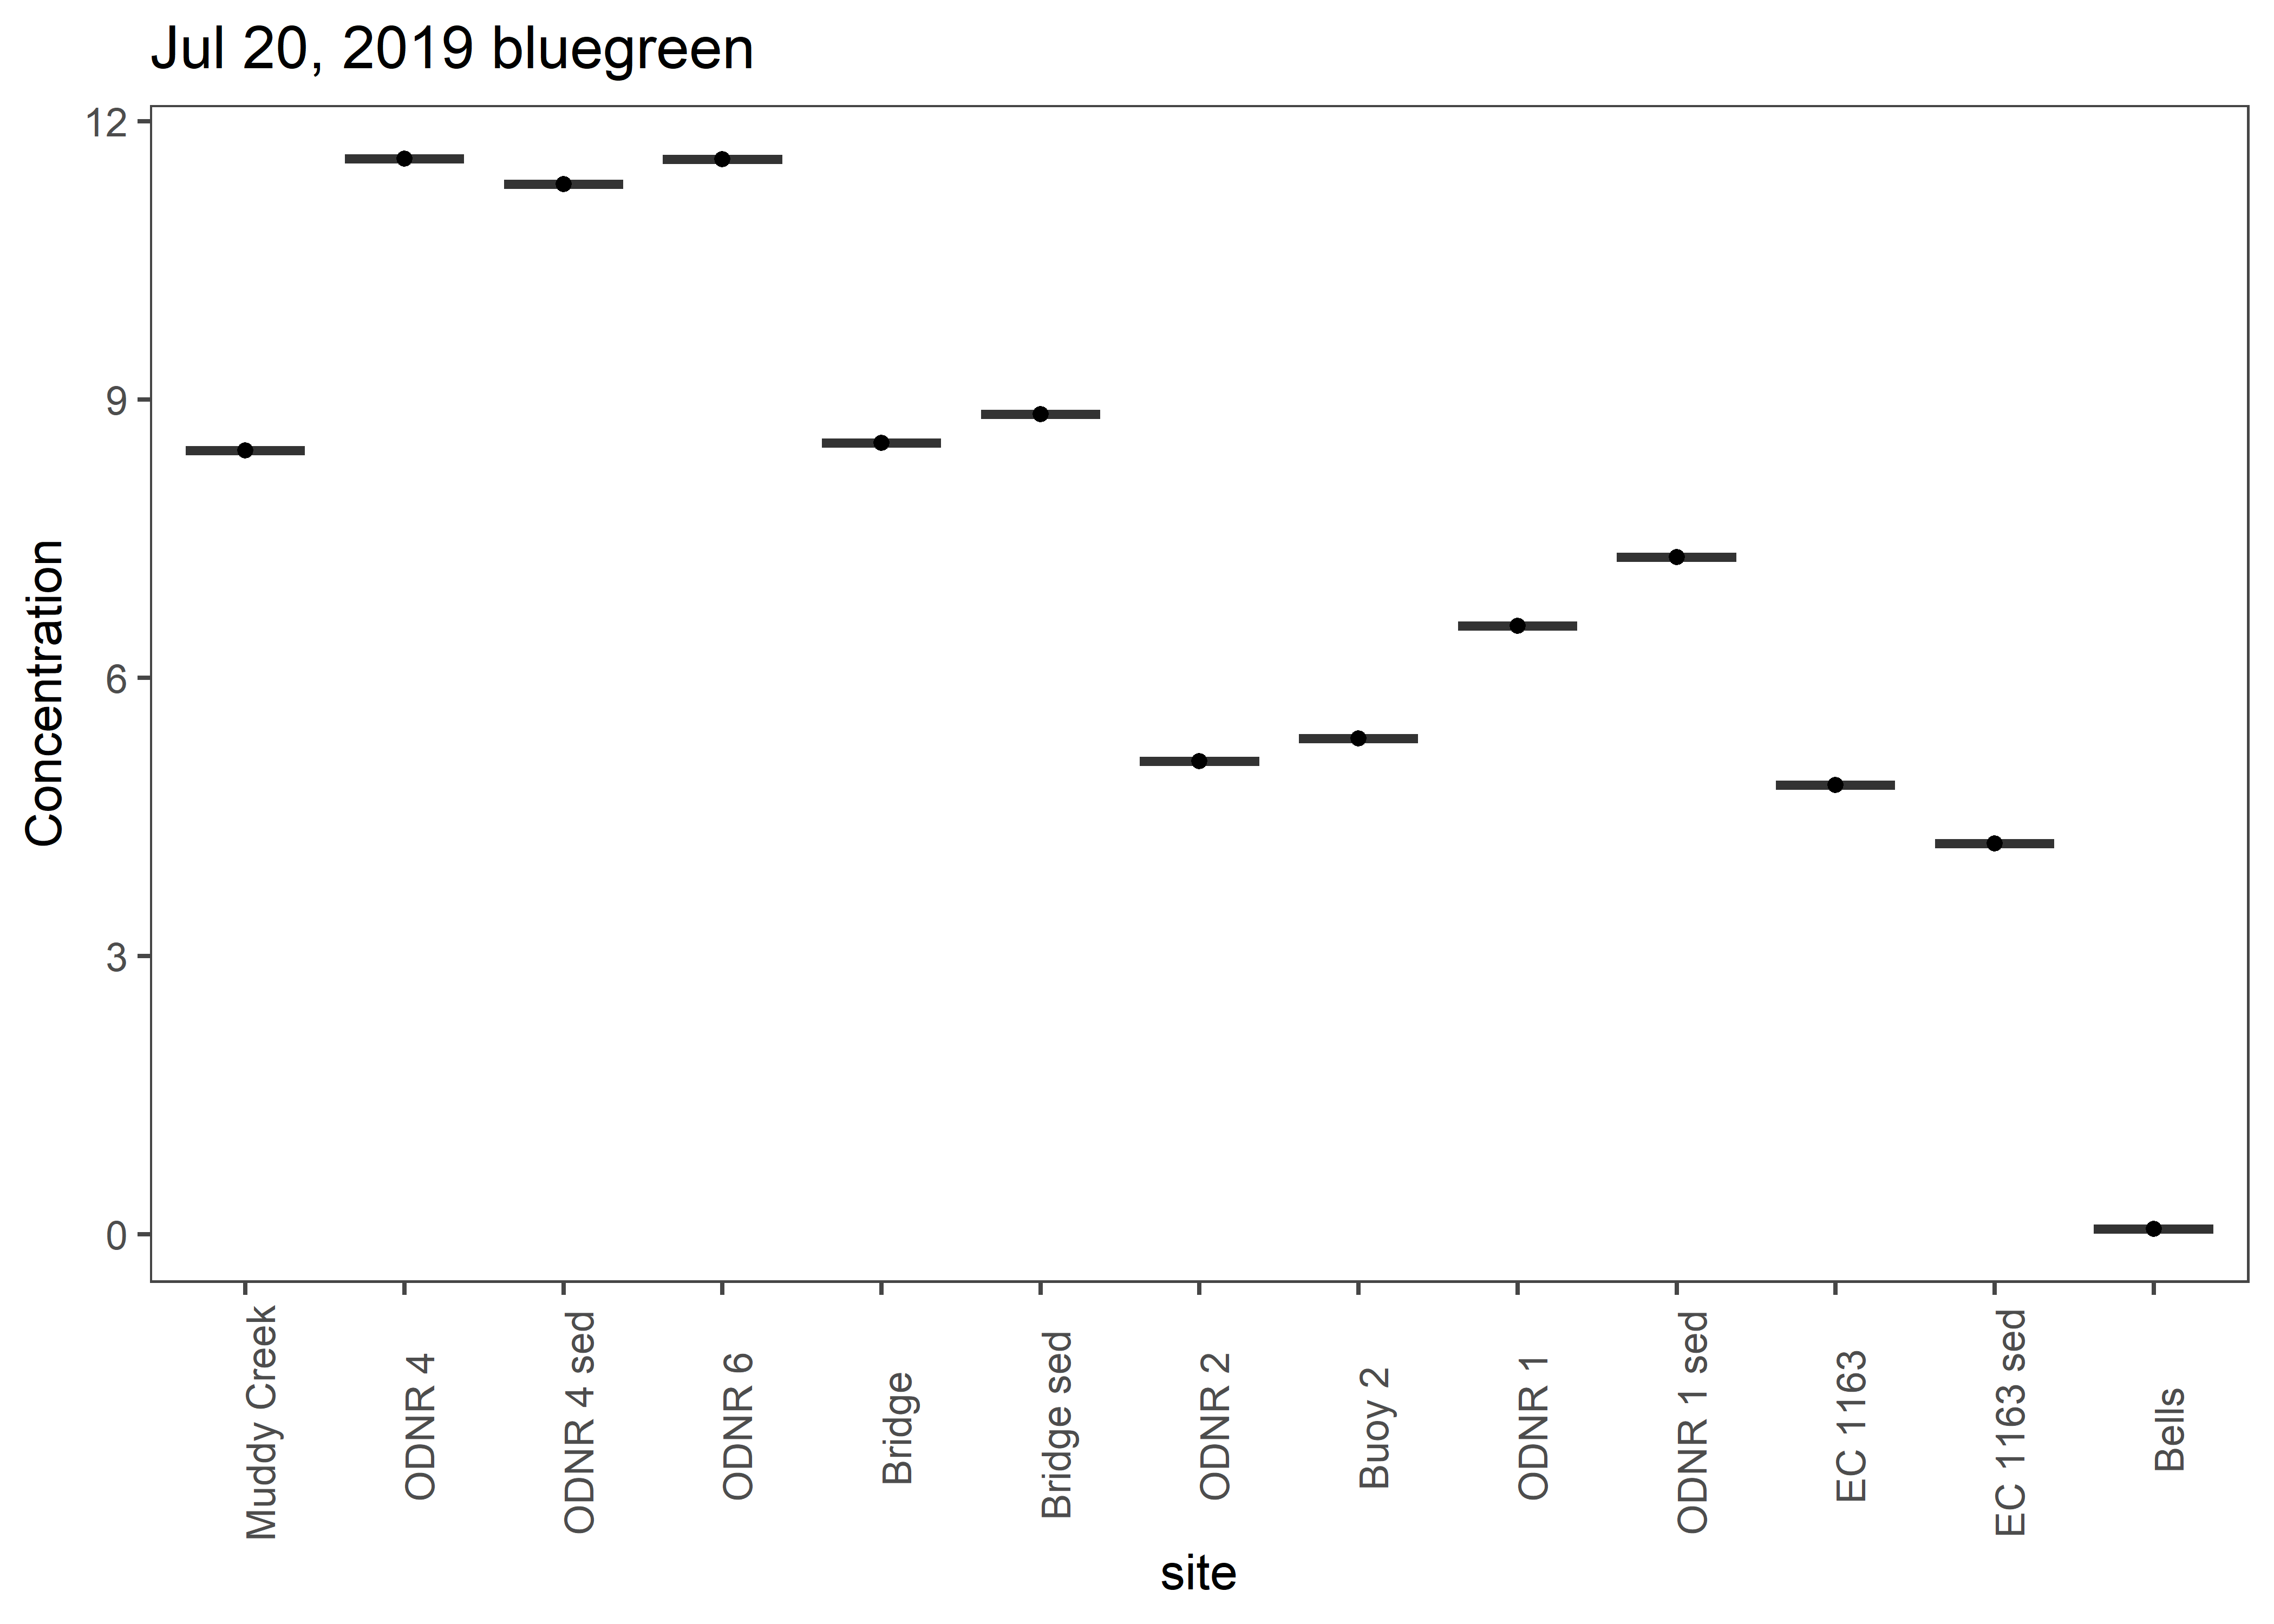 Jul 20, 2019 bluegreen
12
9
6
3
0
Concentration
Muddy Creek
ODNR 4
ODNR 4 sed
ODNR 6
Bridge
Bridge sed
ODNR 2
Buoy 2
ODNR 1
ODNR 1 sed
EC 1163
EC 1163 sed
Bells
site